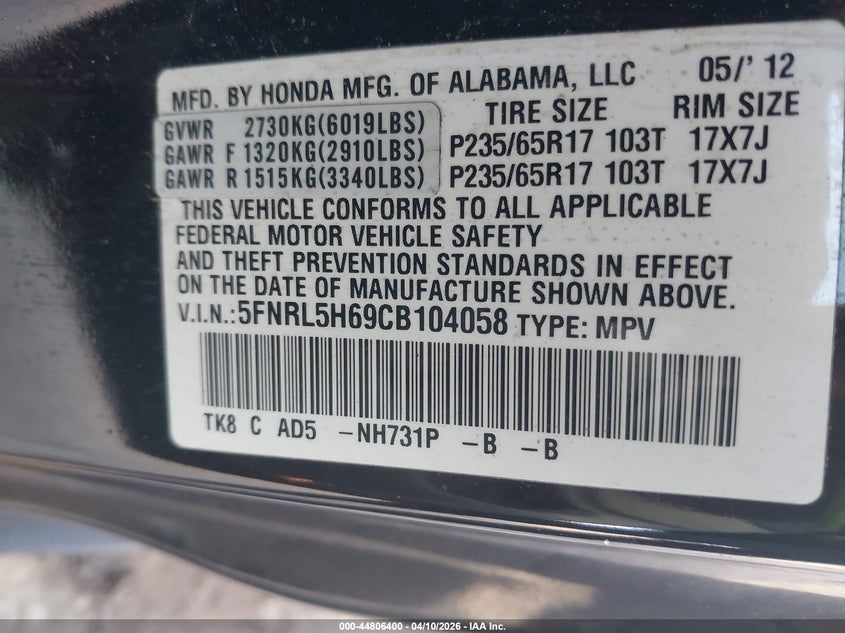 MFD. BY HONDA MFG. OF ALABAMA, LLC 05/'12
TIRE SIZE RIM SIZE
GVWR 2730KG(6019LBS)
GAWR F 1320KG(2910LBS) P235/65R17 103T 17X7J
GAWR R 1515KG(3340LBS) P235/65R17 103T 17X7J
THIS VEHICLE CONFORMS TO ALL APPLICABLE
FEDERAL MOTOR VEHICLE SAFETY
AND THEFT PREVENTION STANDARDS IN EFFECT
ON THE DATE OF MANUFACTURE SHOWN ABOVE.
V.I.N.:5FNRL5H69CB104058 TYPE: MPV
TK8 C AD5 -NH731P -B -B
000-44806400 - 04/10/2026 - IAA Inc.